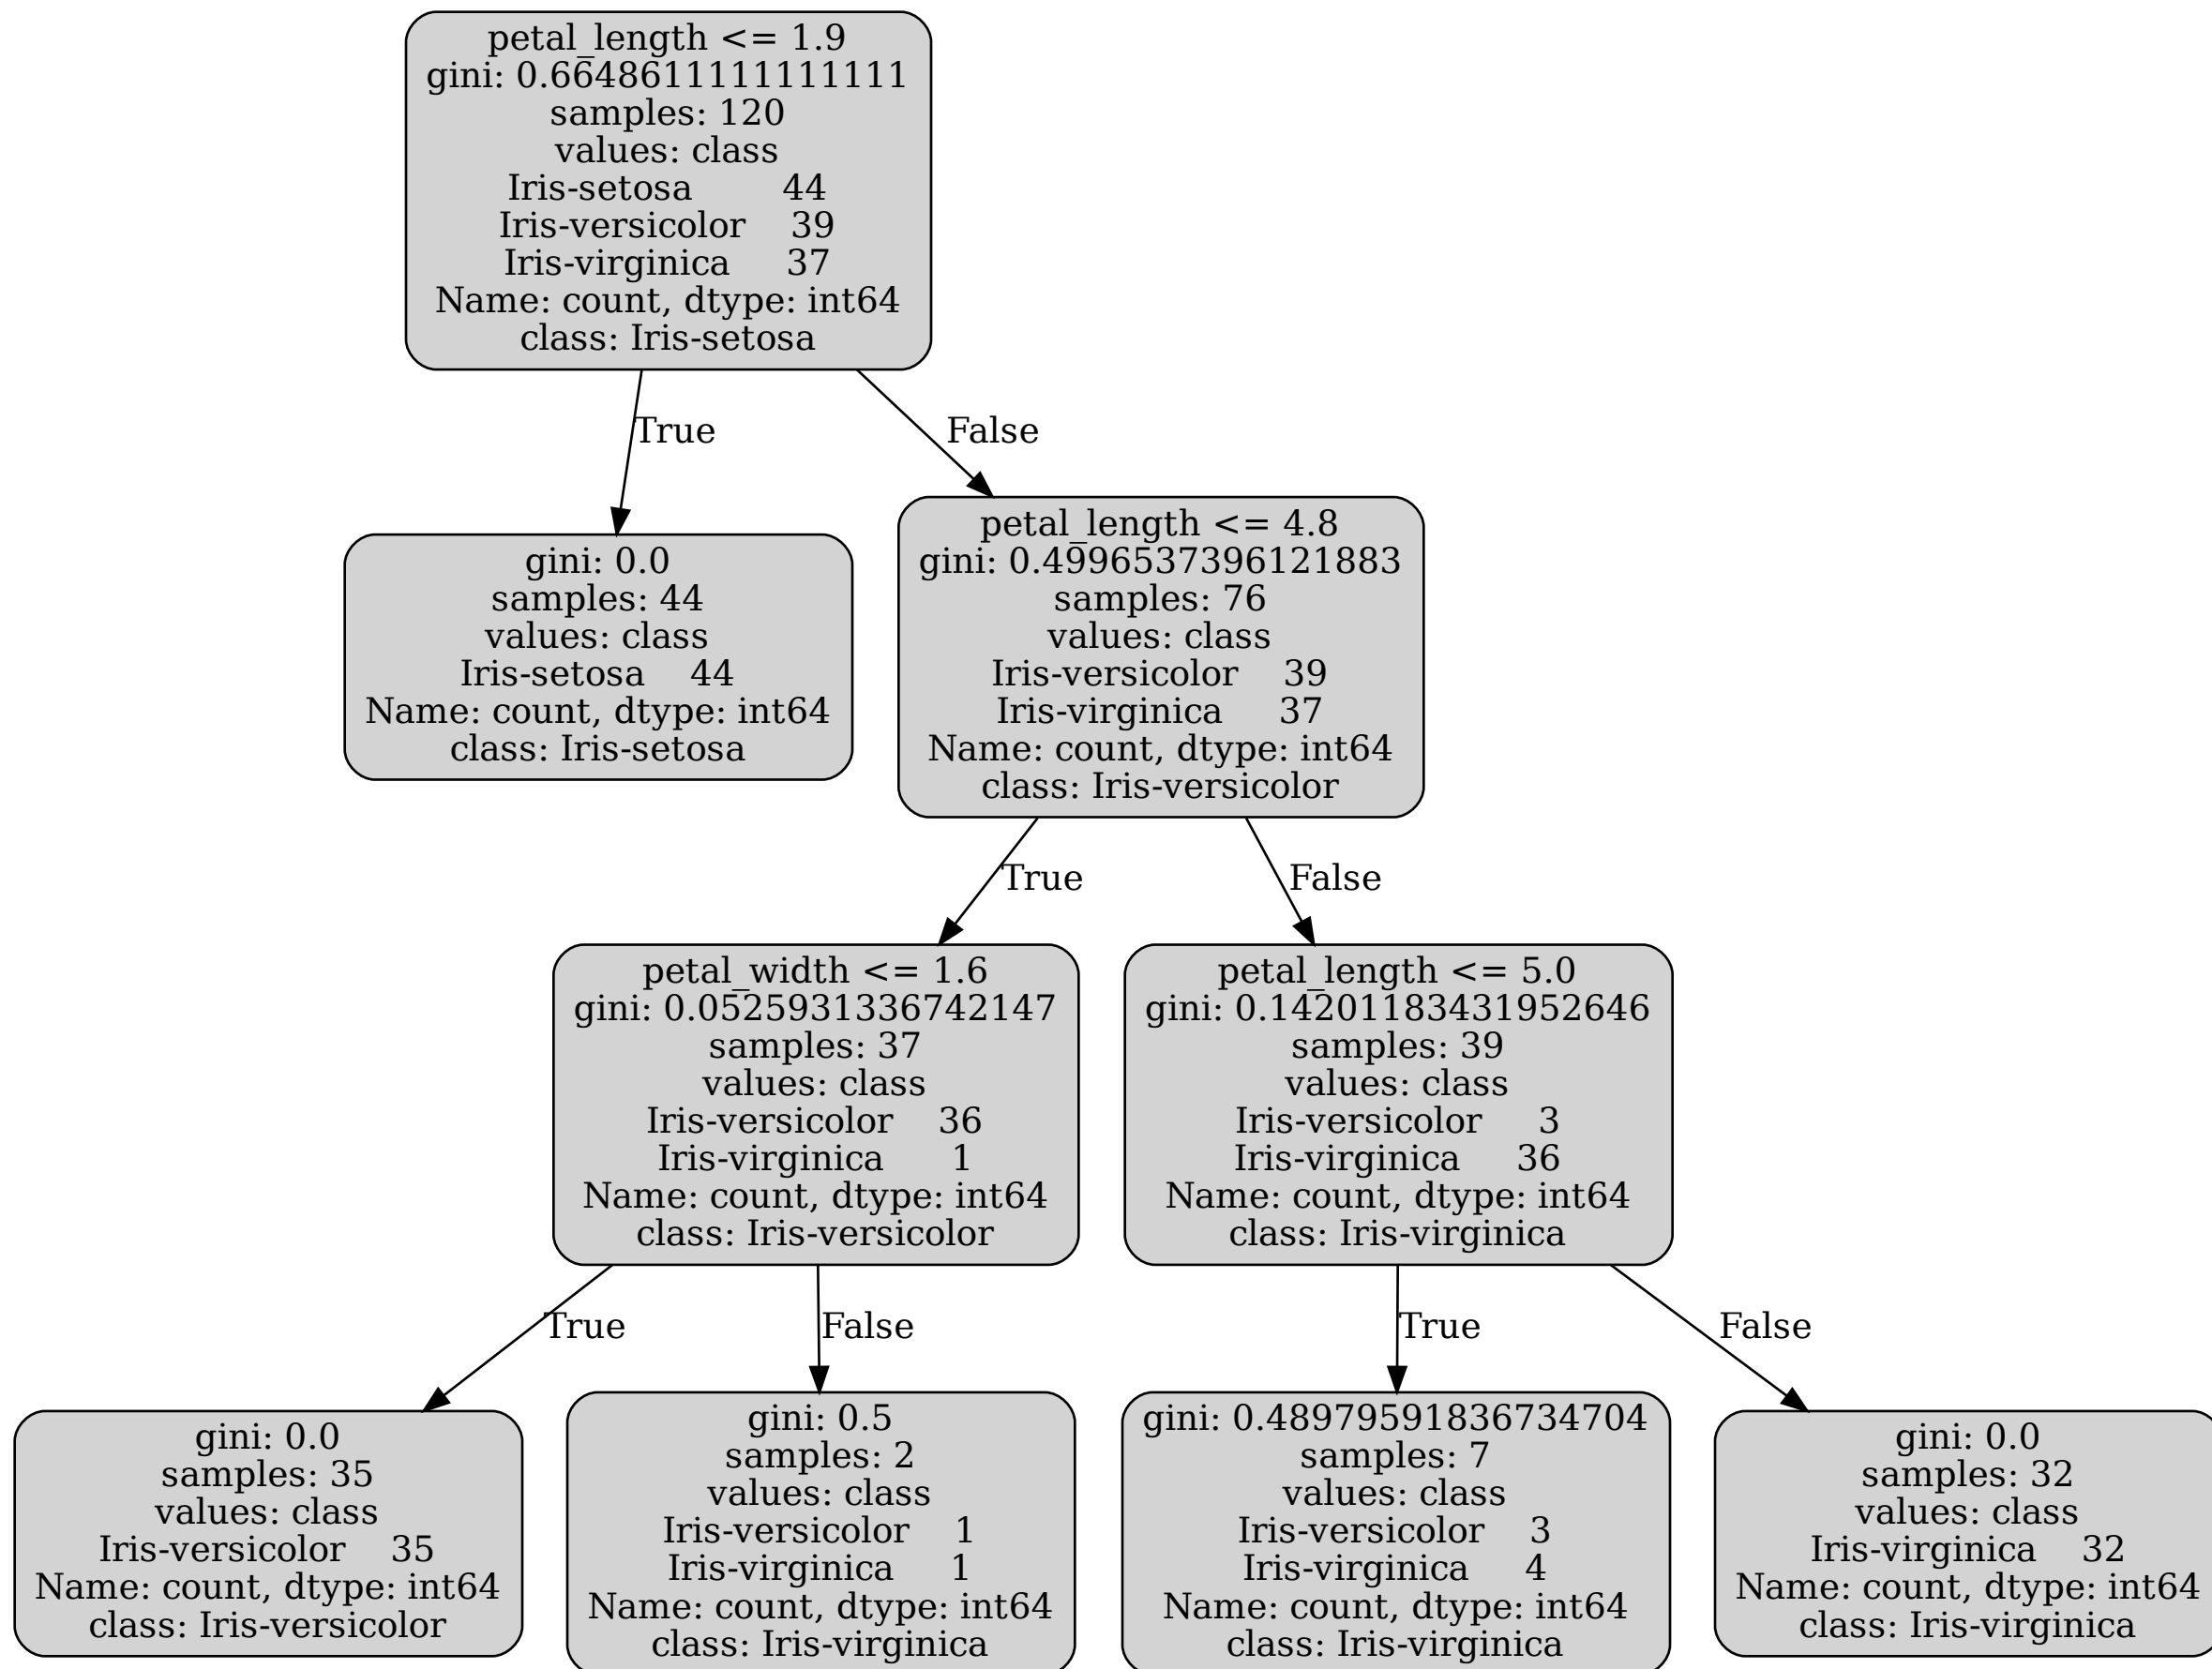 petal_length <= 1.9
gini: 0.6648611111111111
samples: 120
values: class
Iris-setosa 44
Iris-versicolor 39
Iris-virginica 37
Name: count, dtype: int64
class: Iris-setosa
True
False
gini: 0.0
samples: 44
values: class
Iris-setosa 44
Name: count, dtype: int64
class: Iris-setosa
petal_length <= 4.8
gini: 0.4996537396121883
samples: 76
values: class
Iris-versicolor 39
Iris-virginica 37
Name: count, dtype: int64
class: Iris-versicolor
True
False
petal_width <= 1.6
gini: 0.0525931336742147
samples: 37
values: class
Iris-versicolor 36
Iris-virginica 1
Name: count, dtype: int64
class: Iris-versicolor
petal_length <= 5.0
gini: 0.14201183431952646
samples: 39
values: class
Iris-versicolor 3
Iris-virginica 36
Name: count, dtype: int64
class: Iris-virginica
True
False
True
False
gini: 0.0
samples: 35
values: class
Iris-versicolor 35
Name: count, dtype: int64
class: Iris-versicolor
gini: 0.5
samples: 2
values: class
Iris-versicolor 1
Iris-virginica 1
Name: count, dtype: int64
class: Iris-virginica
gini: 0.48979591836734704
samples: 7
values: class
Iris-versicolor 3
Iris-virginica 4
Name: count, dtype: int64
class: Iris-virginica
gini: 0.0
samples: 32
values: class
Iris-virginica 32
Name: count, dtype: int64
class: Iris-virginica